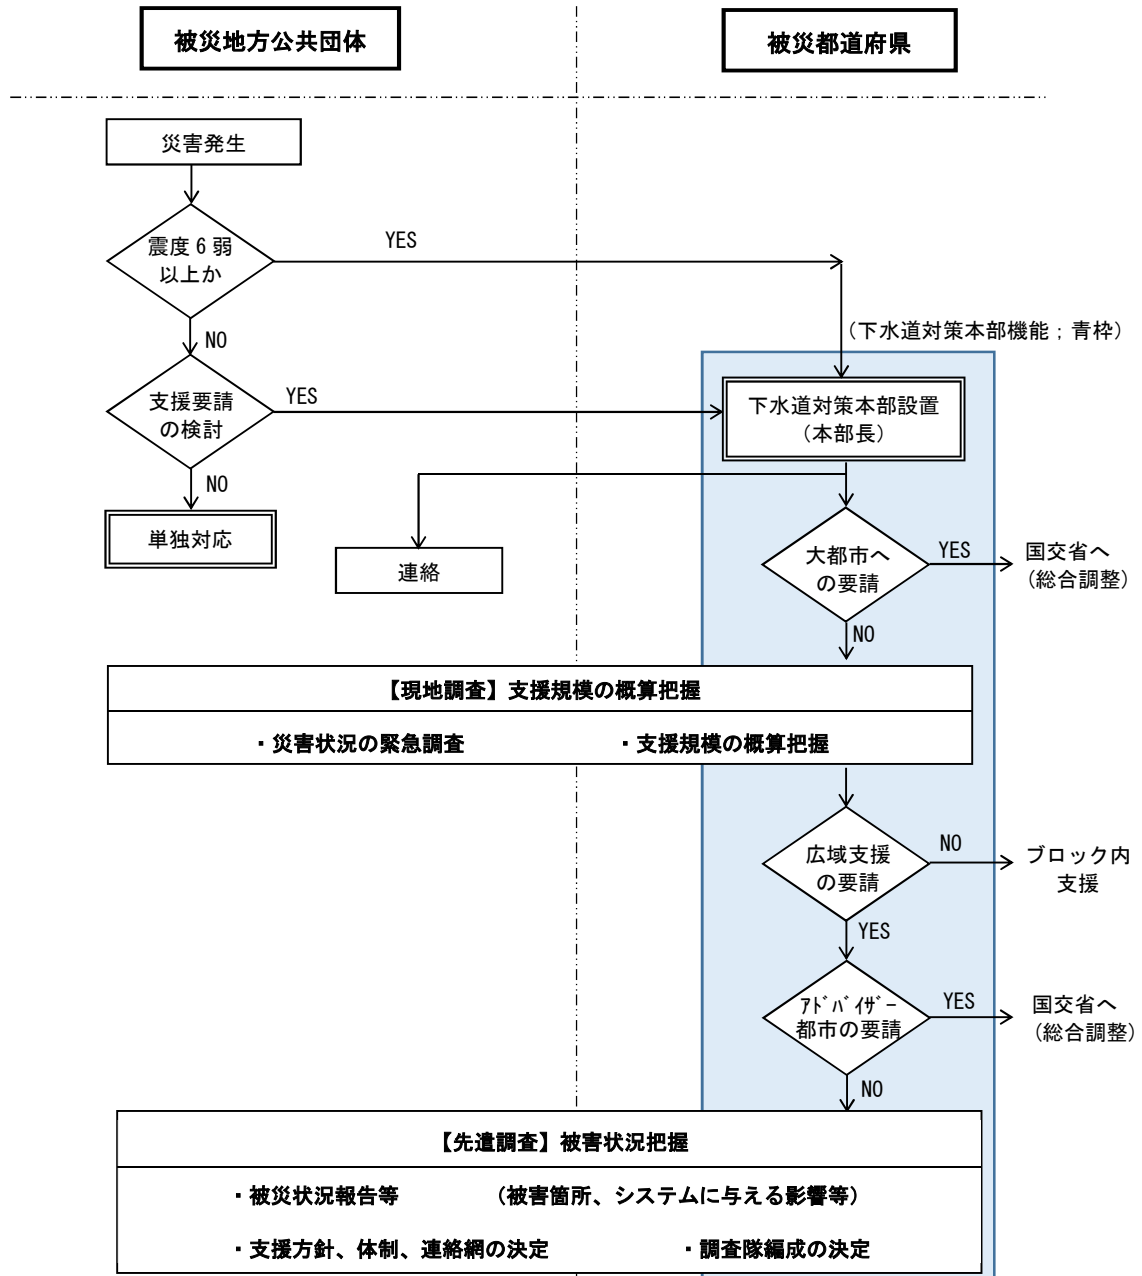 被災地方公共団体
被災都道府県
災害発生
震度６弱
以上か
YES
NO
(下水道対策本部機能；青枠)
支援要請
の検討
YES
NO
下水道対策本部設置
(本部長)
単独対応
連絡
大都市へ
の要請
YES
国交省へ
(総合調整)
NO
【現地調査】支援規模の概算把握
・災害状況の緊急調査
・支援規模の概算把握
広域支援
の要請
NO
ブロック内
支援
YES
ｱﾄﾞﾊﾞｲｻﾞｰ
都市の要請
YES
国交省へ
(総合調整)
NO
【先遣調査】被害状況把握
・被災状況報告等　（被害箇所、システムに与える影響等）
・支援方針、体制、連絡網の決定
・調査隊編成の決定